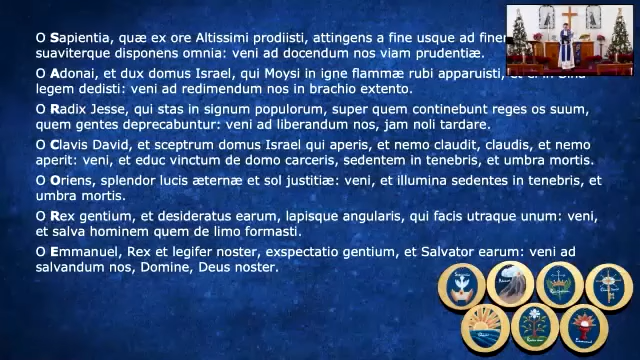 O Sapientia, quæ ex ore Altissimi prodiisti, attingens a fine usque ad
suaviterque disponens omnia: veni ad docendum nos viam prudentiæ.
O Adonai, et dux domus Israel, qui Moysi in igne flammæ rubi apparuisti,
legem dedisti: veni ad redimendum nos in brachio extento.
O Radix Jesse, qui stas in signum populorum, super quem continebunt reges os suum,
quem gentes deprecabuntur: veni ad liberandum nos, jam noli tardare.
O Clavis David, et sceptrum domus Israel qui aperis, et nemo claudit, claudis, et nemo
aperit: veni, et educ vinctum de domo carceris, sedentem in tenebris, et umbra mortis.
O Oriens, splendor lucis æternæ et sol justitiæ: veni, et illumina sedentes in tenebris, et
umbra mortis.
O Rex gentium, et desideratus earum, lapisque angularis, qui facis utraque unum: veni,
et salva hominem quem de limo formasti.
O Emmanuel, Rex et legifer noster, exspectatio gentium, et Salvator earum: veni ad
salvandum nos, Domine, Deus noster.